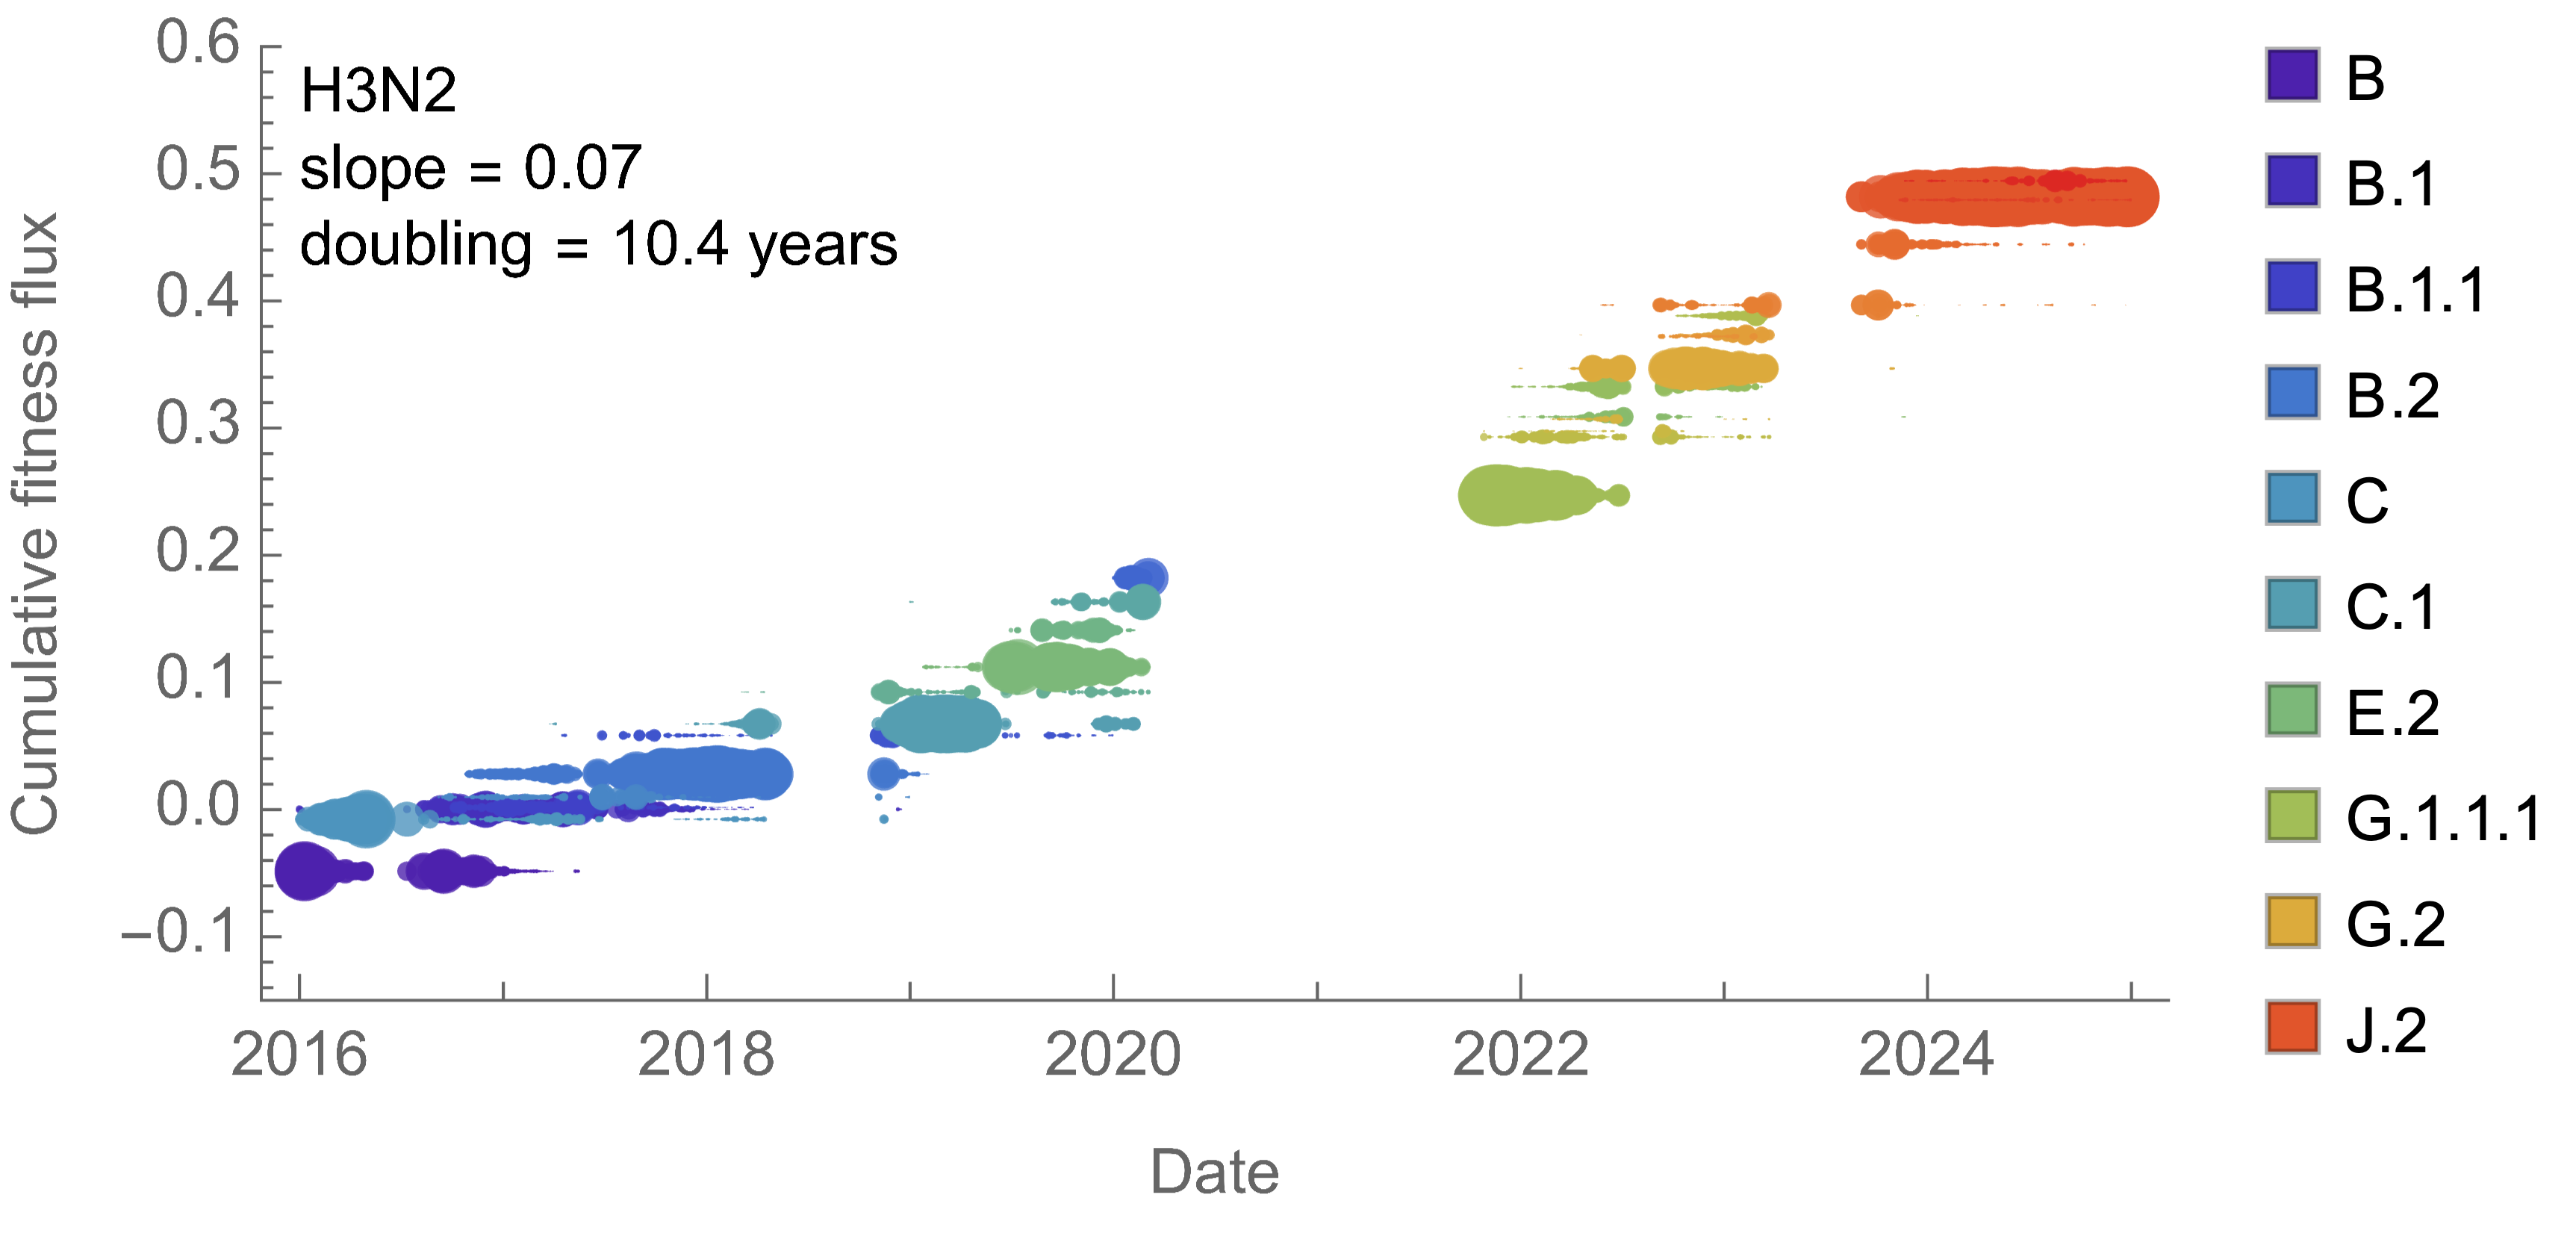 Cumulative fitness flux
0.6
0.5
0.4
0.3
0.2
0.1
0.0
−0.1
H3N2
slope = 0.07
doubling = 10.4 years
2016
2018
2020
2022
2024
Date
B
B.1
B.1.1
B.2
C
C.1
E.2
G.1.1.1
G.2
J.2